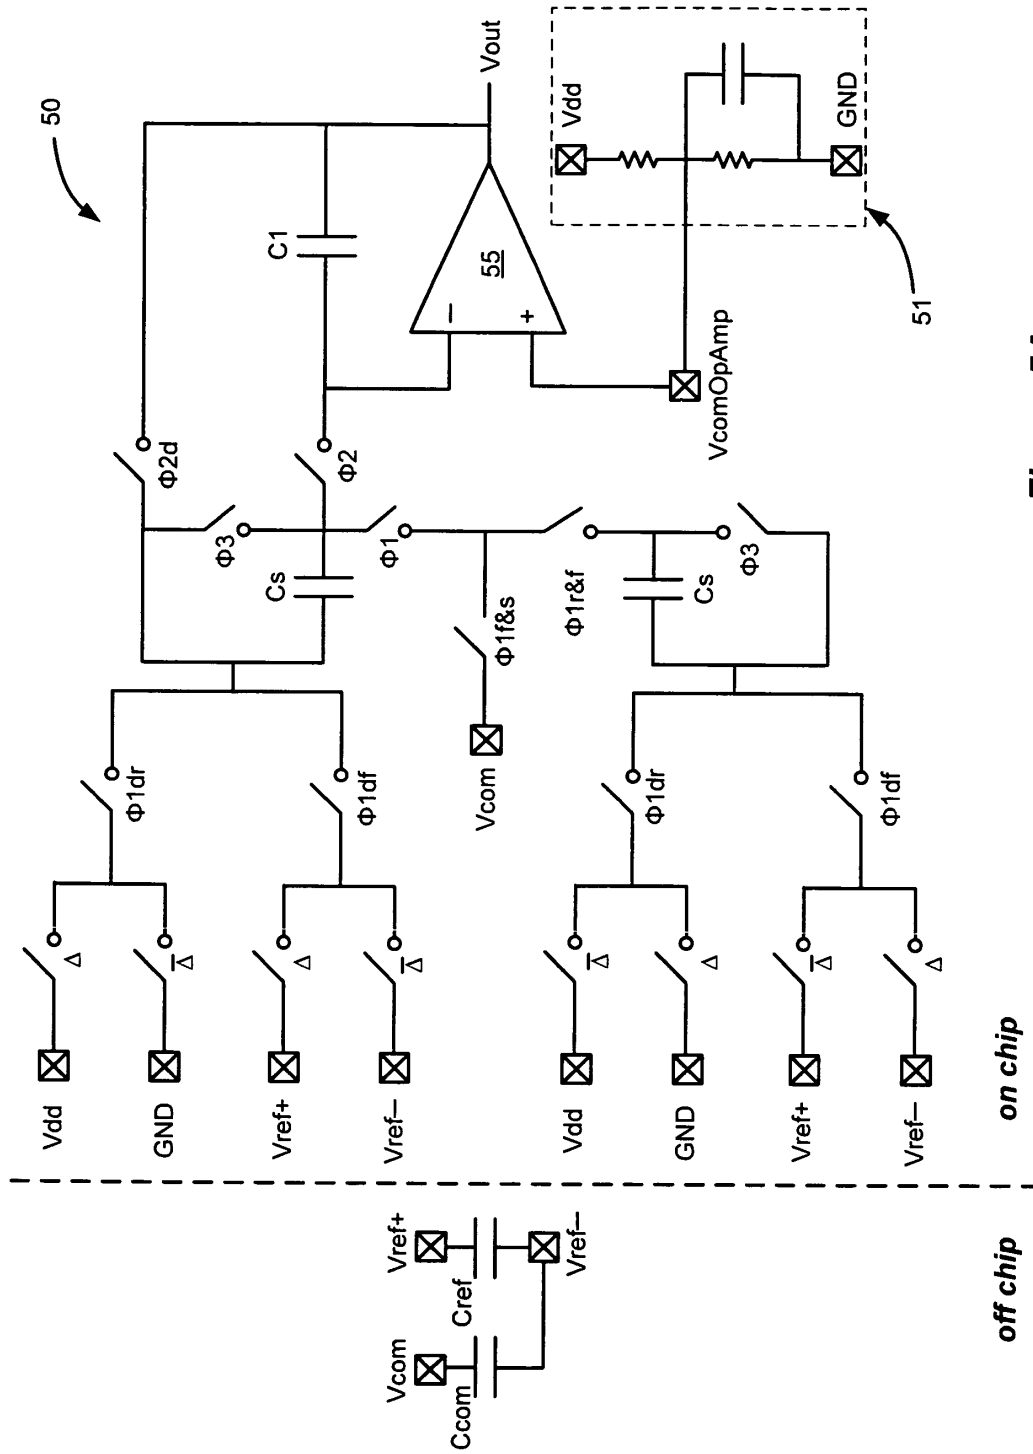 50
Vout
Vdd
GND
51
C1
55
−
+
VcomOpAmp
Φ2d
Φ2
Φ3
Φ1
Cs
Φ1f&s
Vcom
Φ1r&f
Cs
Φ3
Φ1dr
Φ1df
Φ1dr
Φ1df
Δ
Δ̅
Δ
Δ̅
Δ̅
Δ
Δ̅
Δ
Vdd
GND
Vref+
Vref−
Vdd
GND
Vref+
Vref−
on chip
off chip
Vref+
Cref
Vref−
Vcom
Ccom